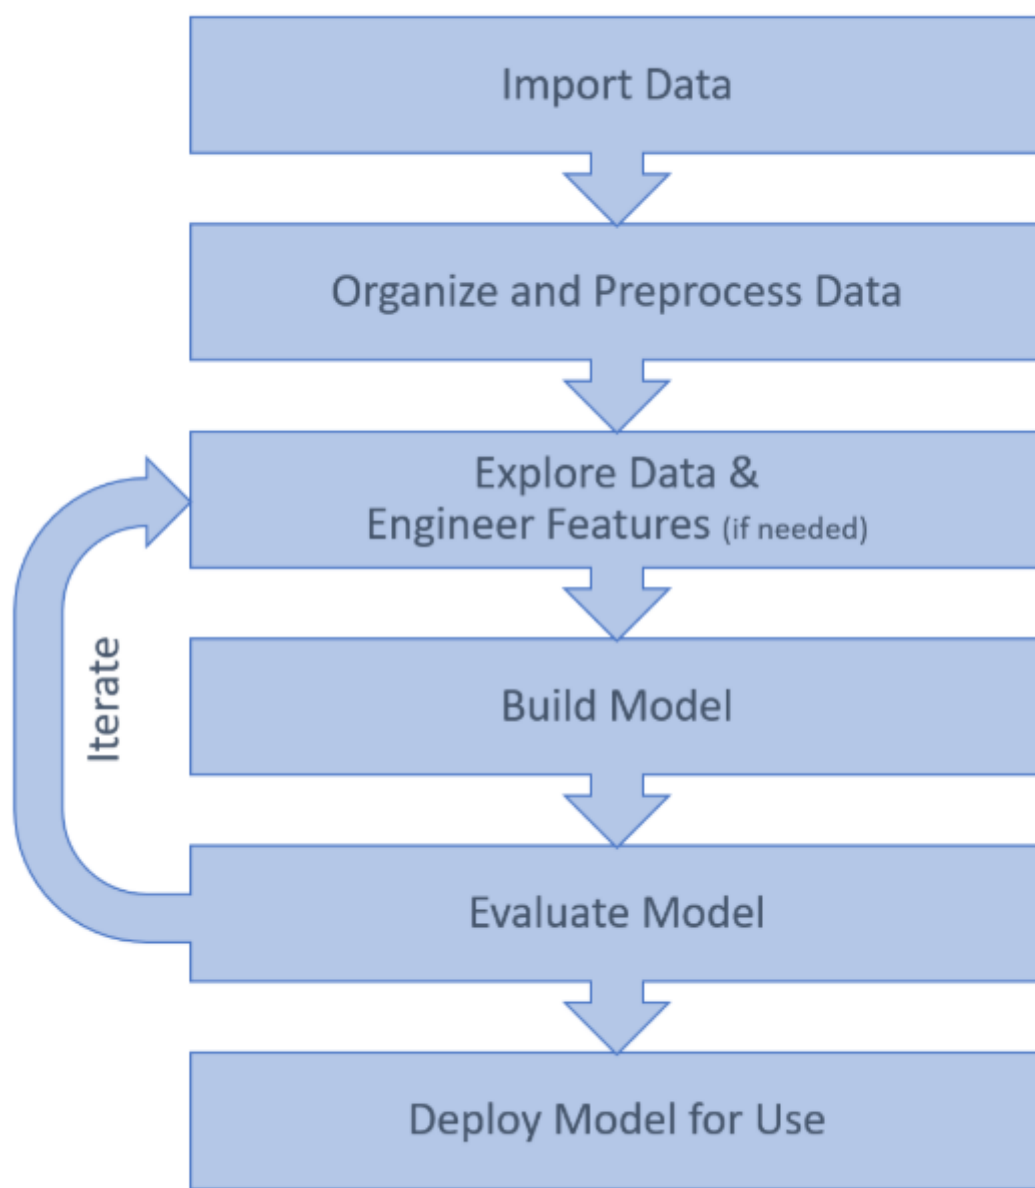 Import Data
Organize and Preprocess Data
Explore Data &
Engineer Features (if needed)
Iterate
Build Model
Evaluate Model
Deploy Model for Use